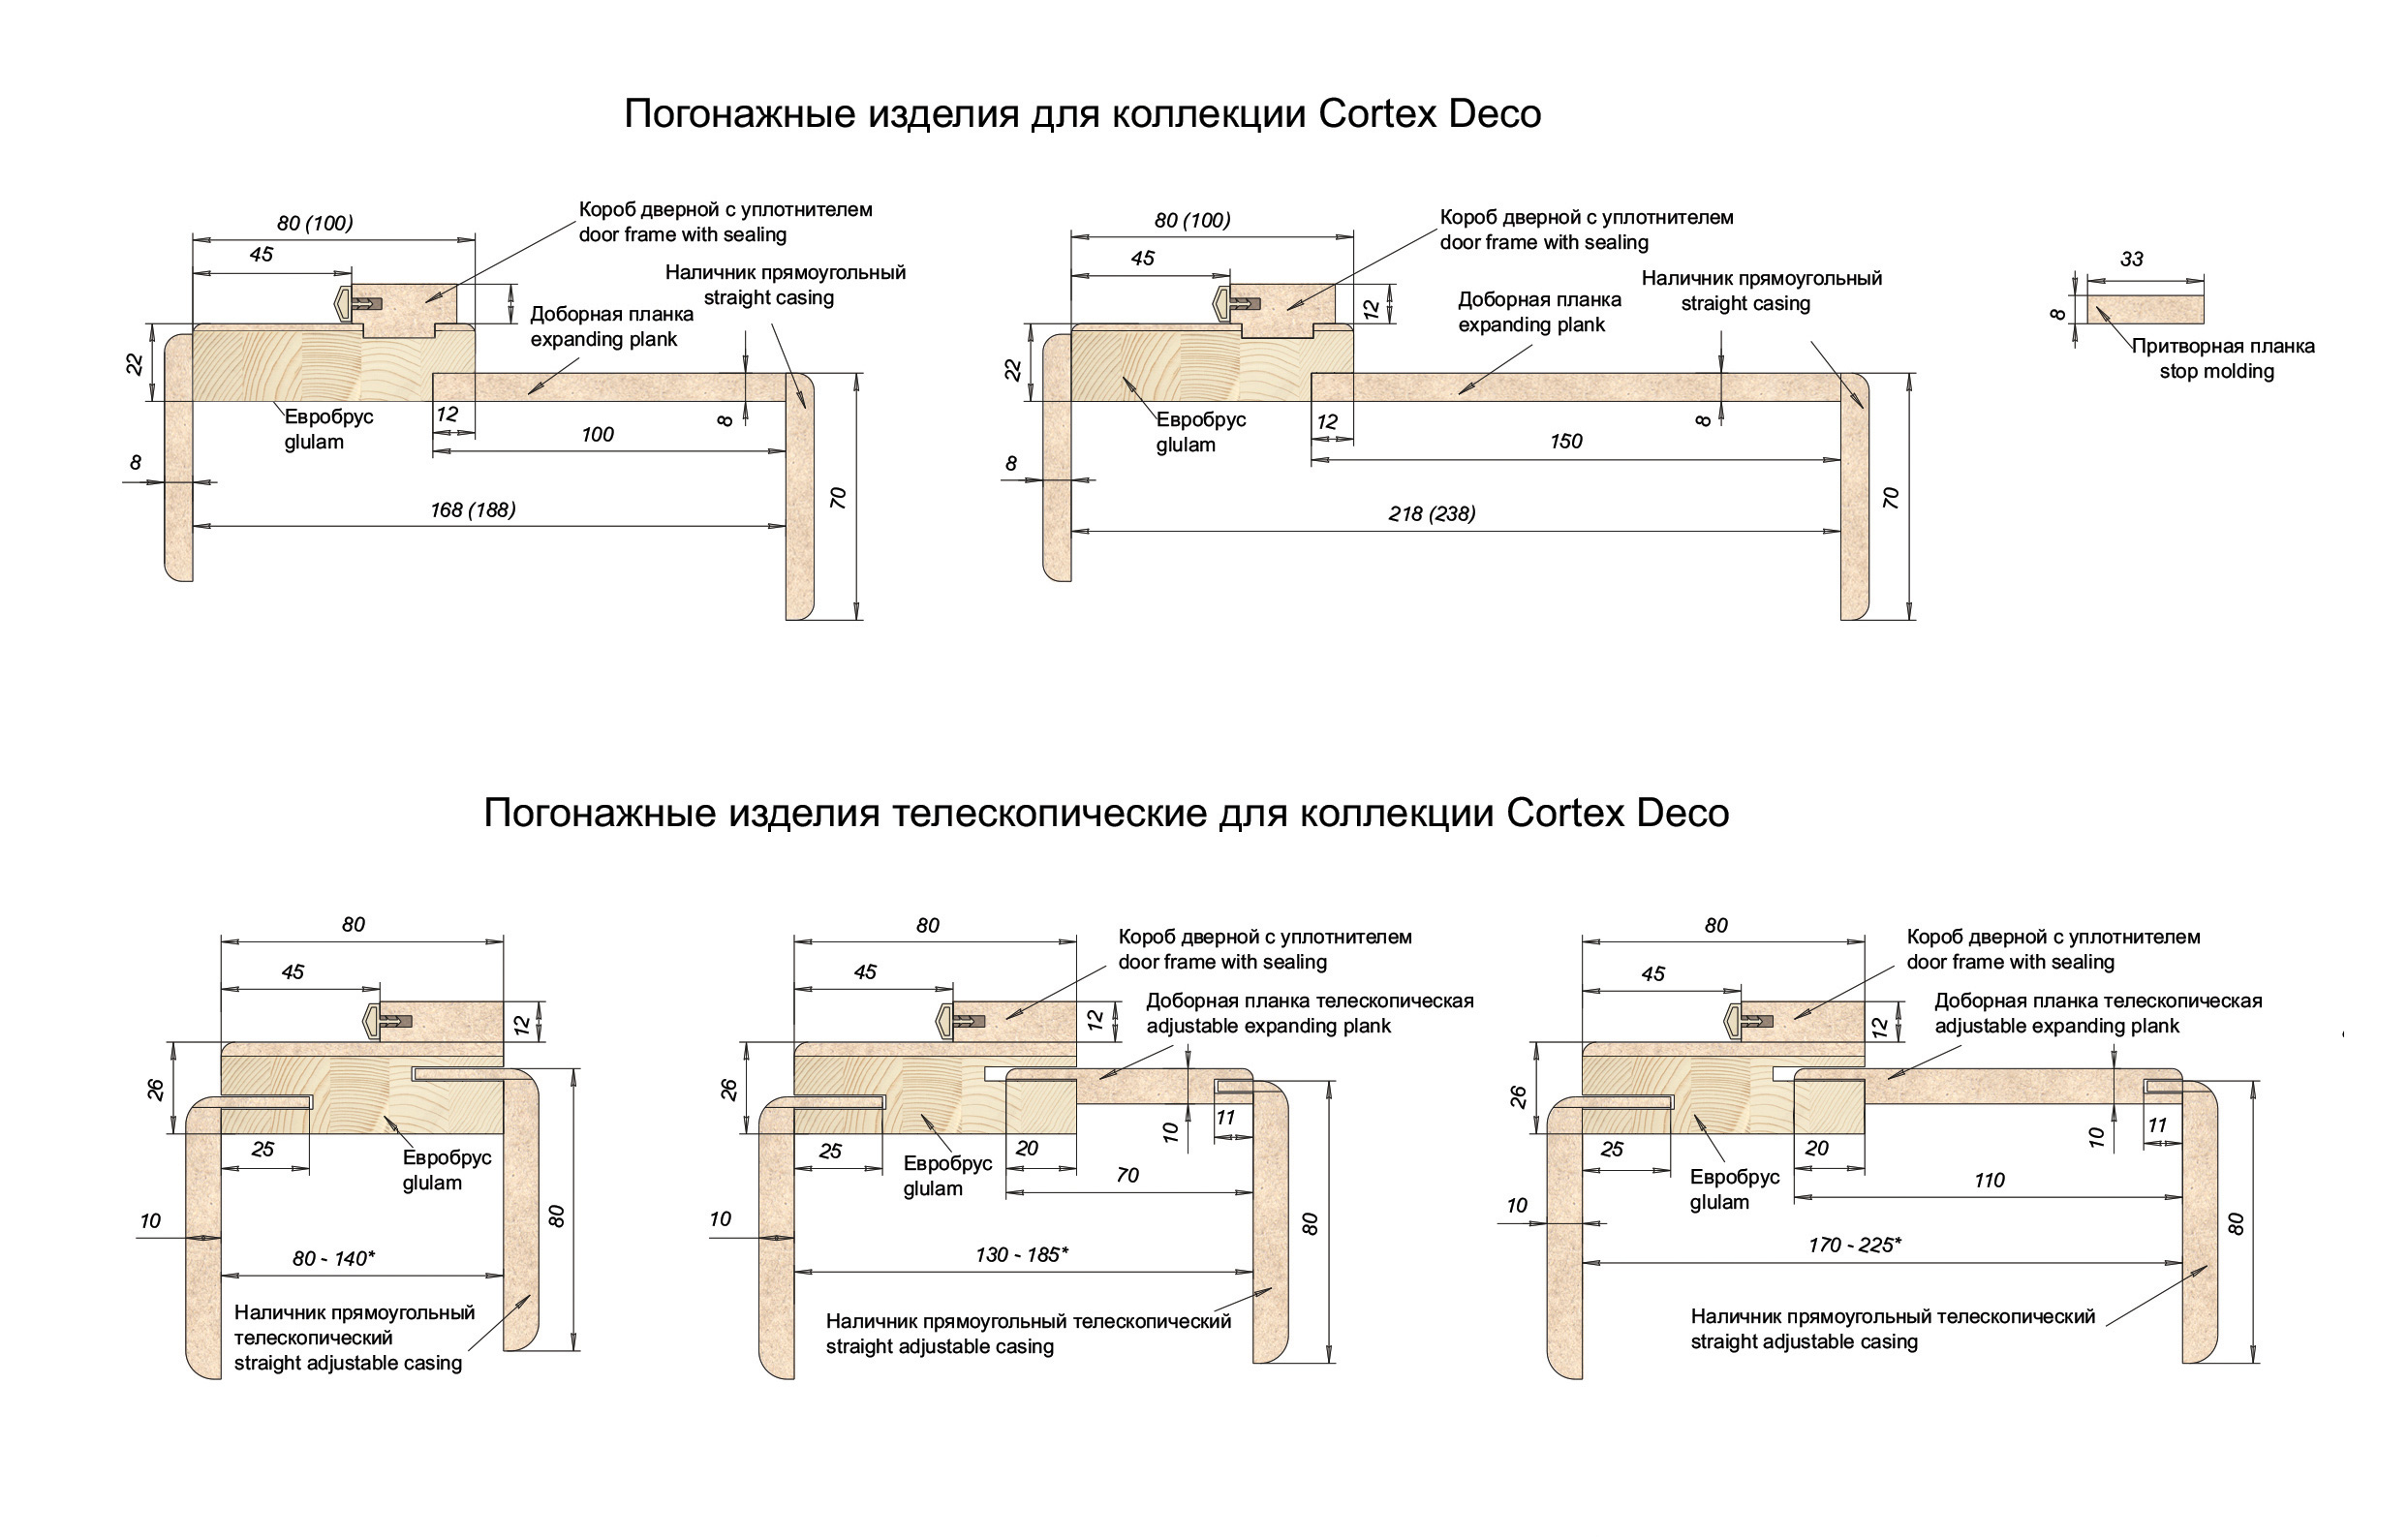 Погонажные изделия для коллекции Cortex Deco
80 (100)
45
Короб дверной с уплотнителем
door frame with sealing
Наличник прямоугольный
straight casing
Доборная планка
expanding plank
22
Евробрус
glulam
12
100
8
8
168 (188)
70
80 (100)
45
Короб дверной с уплотнителем
door frame with sealing
12
Наличник прямоугольный
straight casing
Доборная планка
expanding plank
22
Евробрус
glulam
12
150
8
8
218 (238)
70
33
8
Притворная планка
stop molding
Погонажные изделия телескопические для коллекции Cortex Deco
80
45
12
26
25
Евробрус
glulam
10
80
80 - 140*
Наличник прямоугольный
телескопический
straight adjustable casing
80
45
Короб дверной с уплотнителем
door frame with sealing
Доборная планка телескопическая
adjustable expanding plank
12
26
25
Евробрус
glulam
20
10
11
70
10
80
130 - 185*
Наличник прямоугольный телескопический
straight adjustable casing
80
45
Короб дверной с уплотнителем
door frame with sealing
Доборная планка телескопическая
adjustable expanding plank
12
26
25
Евробрус
glulam
20
10
11
110
10
80
170 - 225*
Наличник прямоугольный телескопический
straight adjustable casing